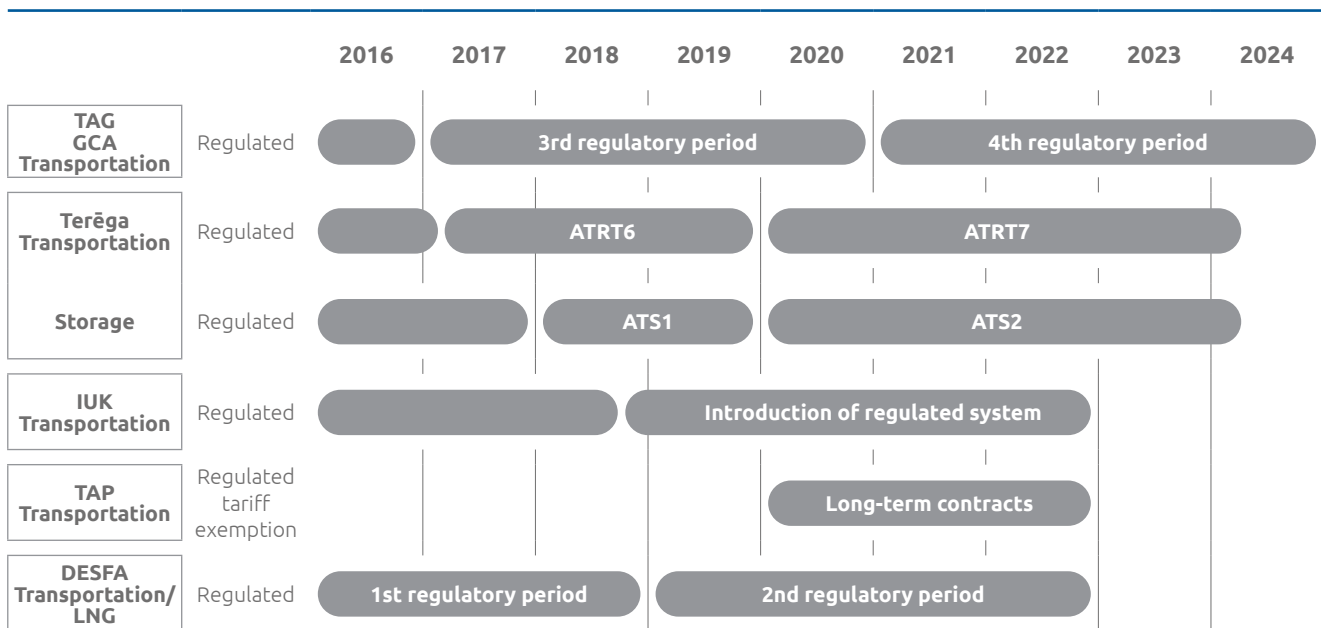 2016 2017 2018 2019 2020 2021 2022 2023 2024
TAG
GCA
Transportation
Regulated
3rd regulatory period
4th regulatory period
Terēga
Transportation
Regulated
ATRT6
ATRT7
Storage
Regulated
ATS1
ATS2
IUK
Transportation
Regulated
Introduction of regulated system
TAP
Transportation
Regulated
tariff
exemption
Long-term contracts
DESFA
Transportation/
LNG
Regulated
1st regulatory period
2nd regulatory period